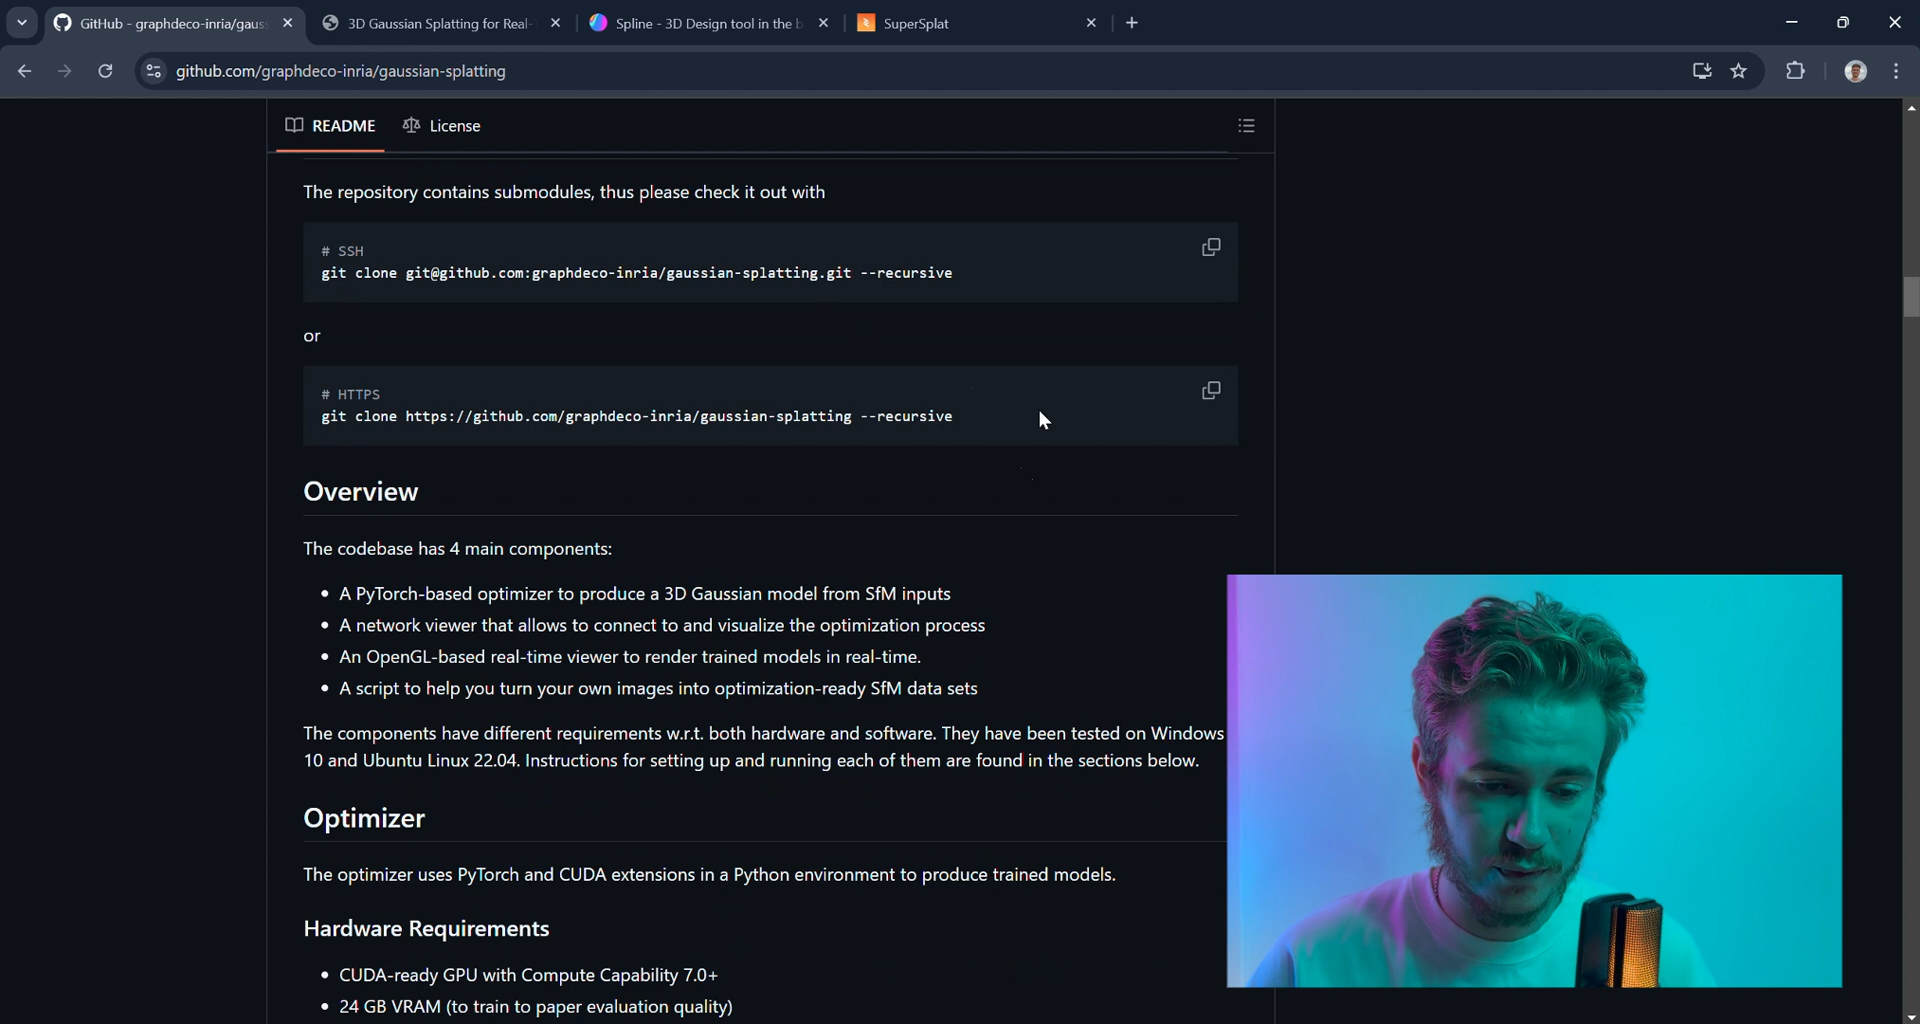 GitHub - graphdeco-inria/gaus
3D Gaussian Splatting for Real-
Spline - 3D Design tool in the b
SuperSplat
github.com/graphdeco-inria/gaussian-splatting
README
License
The repository contains submodules, thus please check it out with
# SSH
git clone git@github.com:graphdeco-inria/gaussian-splatting.git --recursive
or
# HTTPS
git clone https://github.com/graphdeco-inria/gaussian-splatting --recursive
Overview
The codebase has 4 main components:
• A PyTorch-based optimizer to produce a 3D Gaussian model from SfM inputs
• A network viewer that allows to connect to and visualize the optimization process
• An OpenGL-based real-time viewer to render trained models in real-time.
• A script to help you turn your own images into optimization-ready SfM data sets
The components have different requirements w.r.t. both hardware and software. They have been tested on Windows
10 and Ubuntu Linux 22.04. Instructions for setting up and running each of them are found in the sections below.
Optimizer
The optimizer uses PyTorch and CUDA extensions in a Python environment to produce trained models.
Hardware Requirements
• CUDA-ready GPU with Compute Capability 7.0+
• 24 GB VRAM (to train to paper evaluation quality)